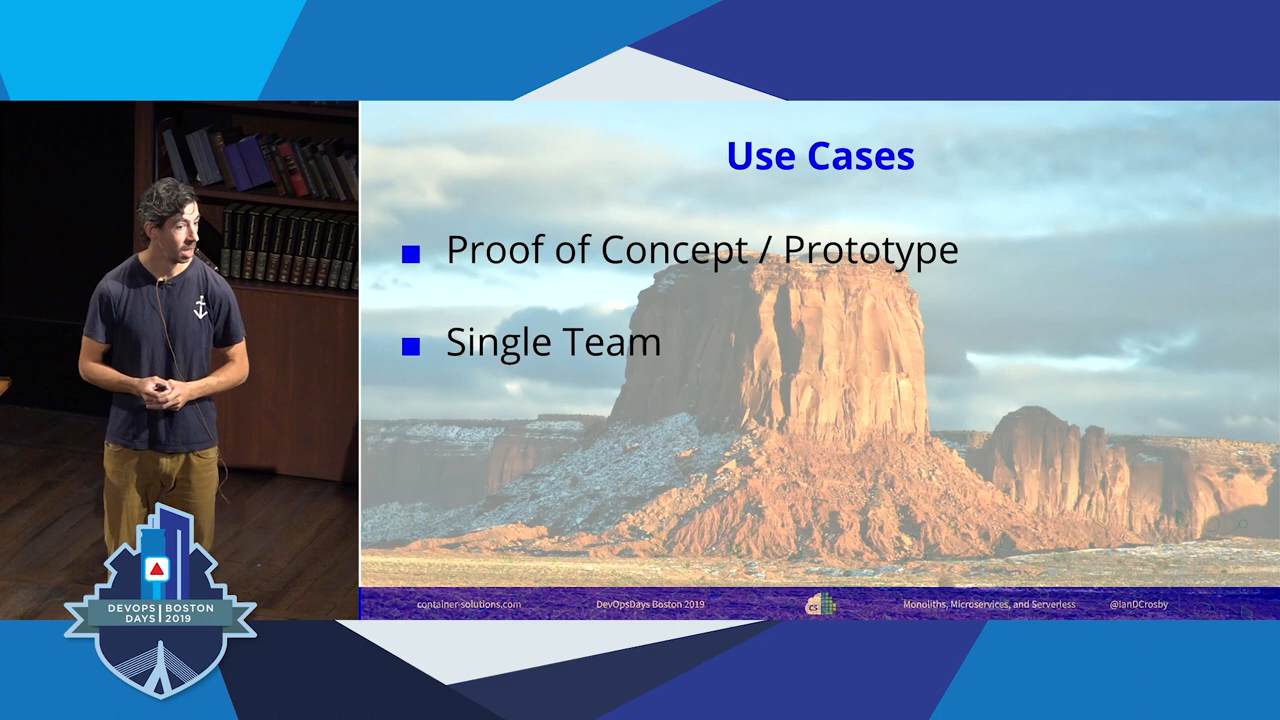 Use Cases
Proof of Concept / Prototype
Single Team
container-solutions.com
DevOpsDays Boston 2019
CS
Monoliths, Microservices, and Serverless
@IanDCrosby
DEVOPS BOSTON
DAYS 2019